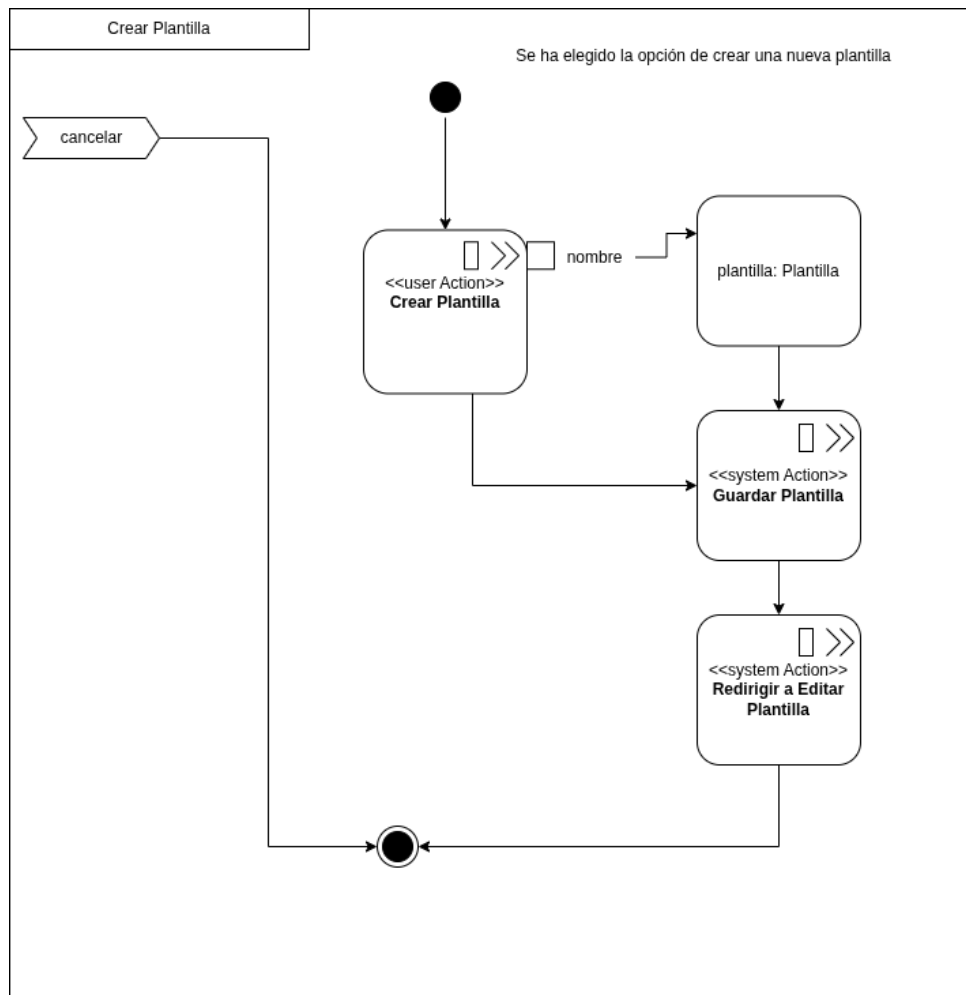 Crear Plantilla
Se ha elegido la opción de crear una nueva plantilla
cancelar
<<user Action>>
Crear Plantilla
nombre
plantilla: Plantilla
<<system Action>>
Guardar Plantilla
<<system Action>>
Redirigir a Editar
Plantilla